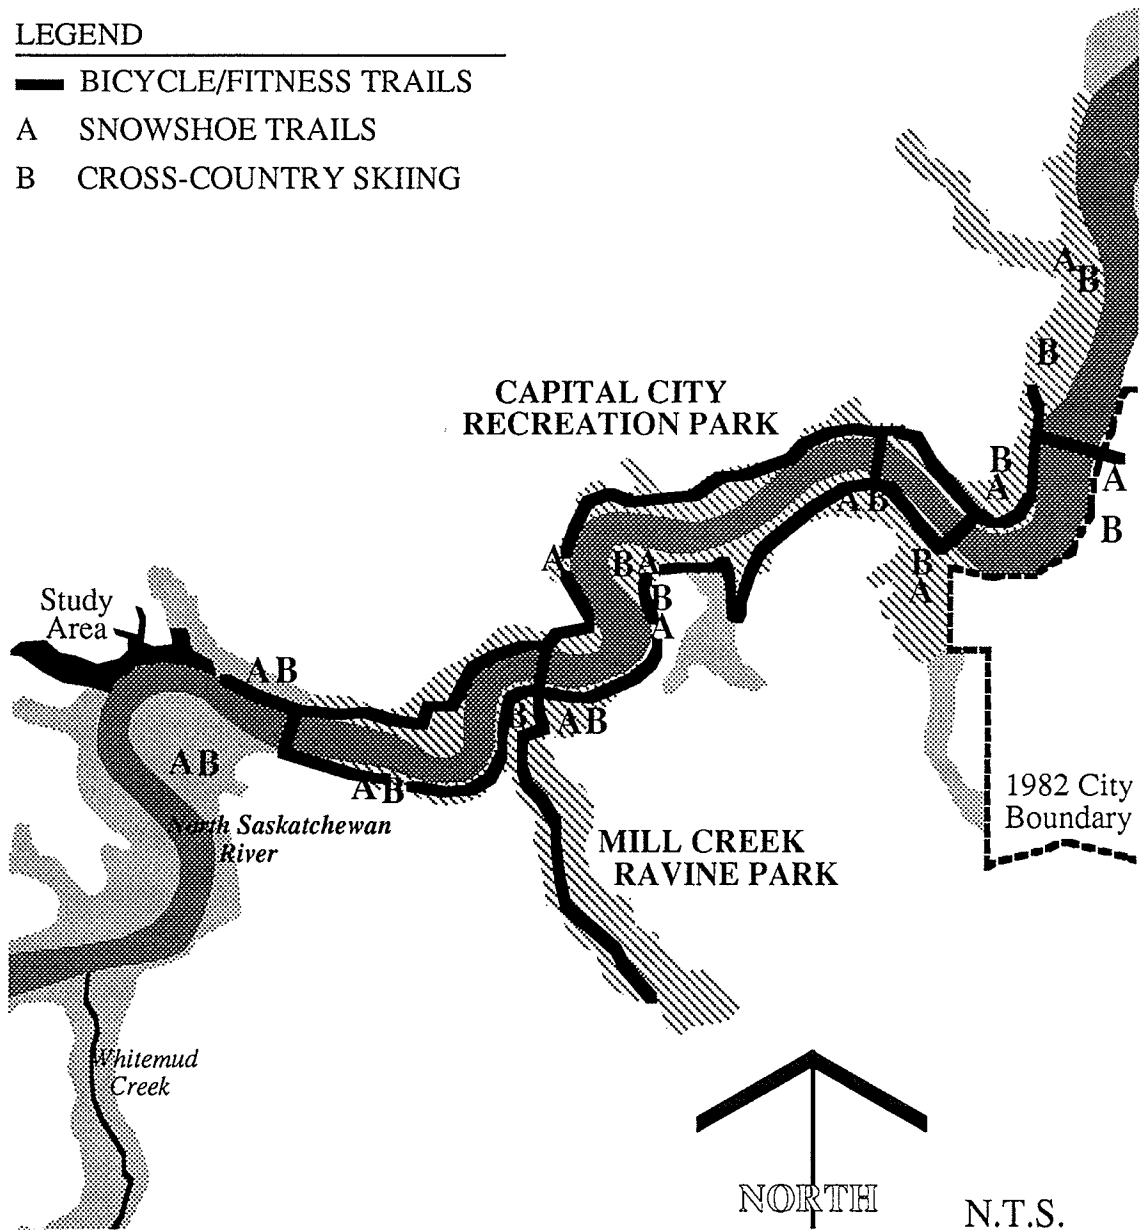 LEGEND
BICYCLE/FITNESS TRAILS
A SNOWSHOE TRAILS
B CROSS-COUNTRY SKIING
A
B
B
CAPITAL CITY
RECREATION PARK
B
A
A
B
A B
A
B A
B
A
B
A
Study
Area
A B
B
A B
A B
A B
1982 City
Boundary
North Saskatchewan
River
MILL CREEK
RAVINE PARK
Whitemud
Creek
NORTH
N.T.S.